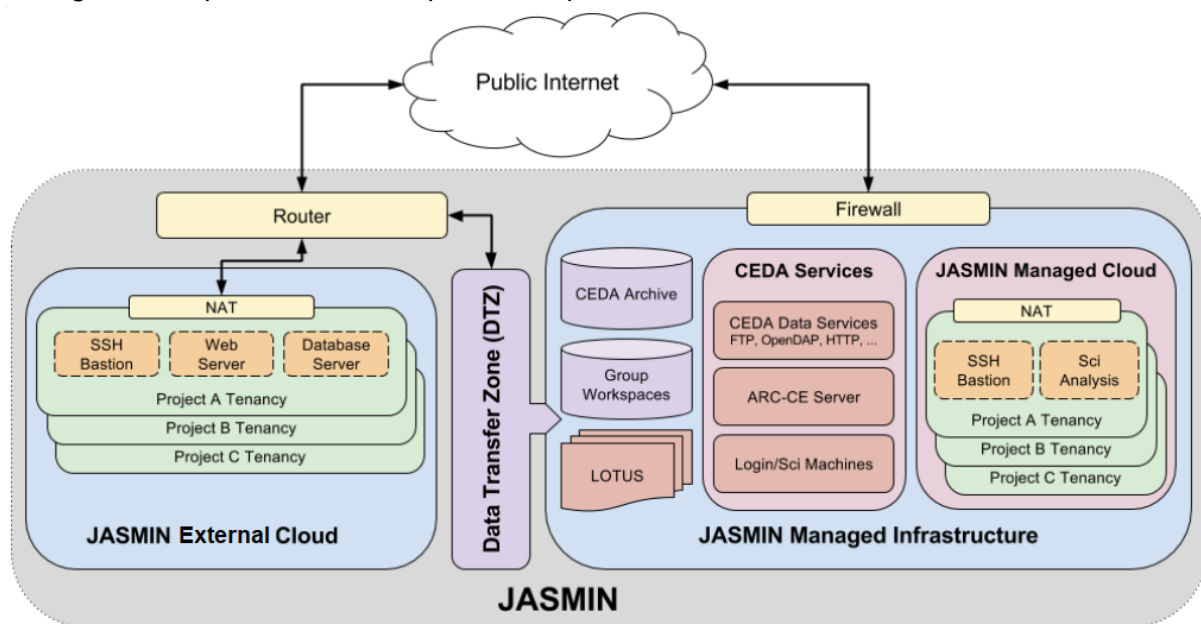 Public Internet
Router
Firewall
NAT
SSH
Bastion
Web
Server
Database
Server
Project A Tenancy
Project B Tenancy
Project C Tenancy
JASMIN External Cloud
Data Transfer Zone (DTZ)
CEDA Archive
Group
Workspaces
LOTUS
CEDA Services
CEDA Data Services
FTP, OpenDAP, HTTP, ...
ARC-CE Server
Login/Sci Machines
JASMIN Managed Cloud
NAT
SSH
Bastion
Sci
Analysis
Project A Tenancy
Project B Tenancy
Project C Tenancy
JASMIN Managed Infrastructure
JASMIN